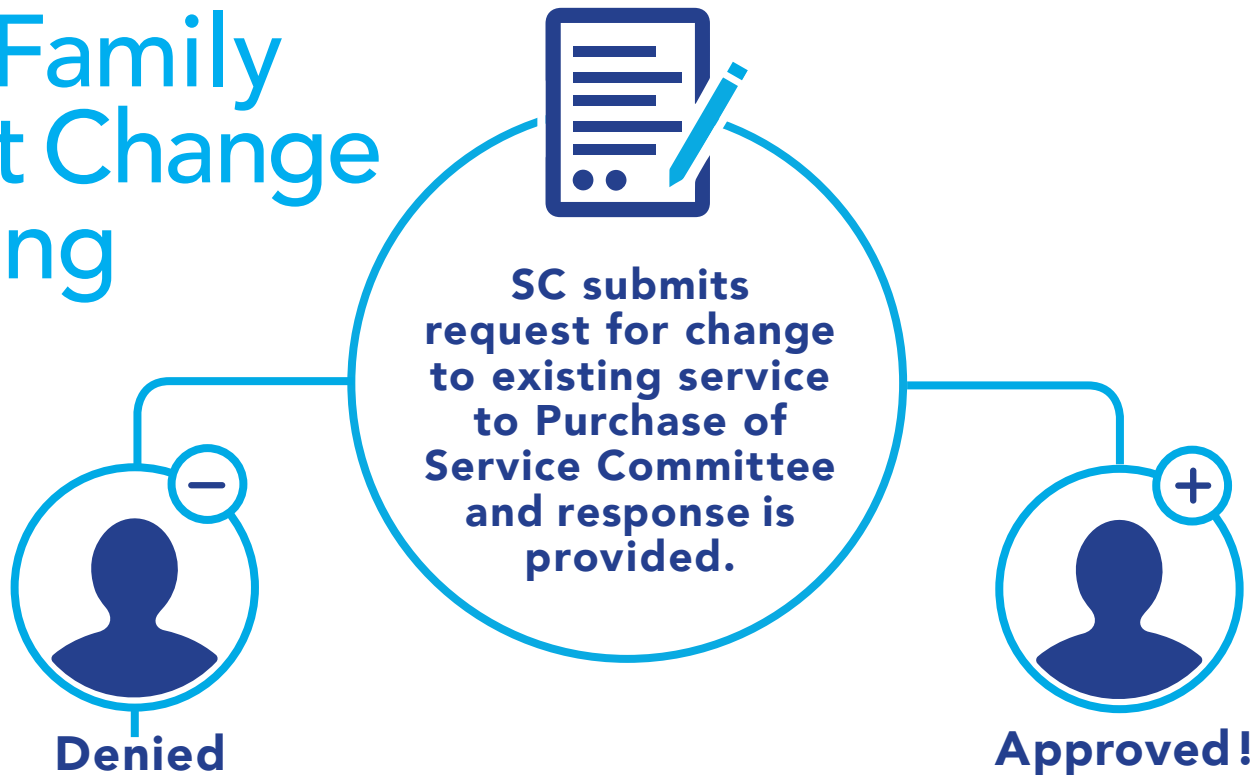 Family
t Change
ng
SC submits
request for change
to existing service
to Purchase of
Service Committee
and response is
provided.
Denied
Approved!